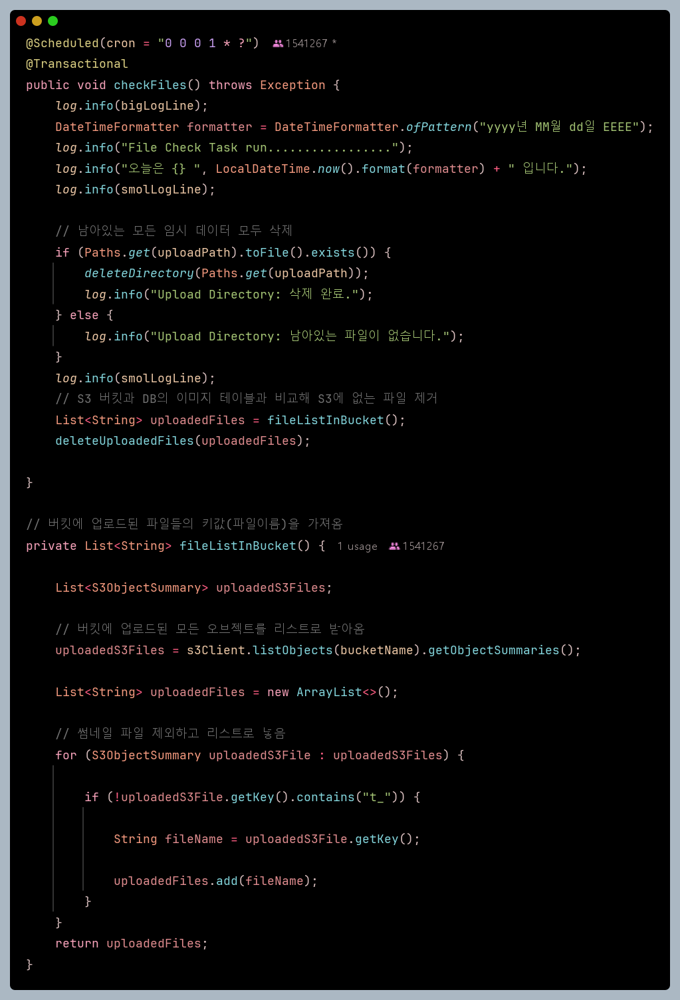 @Scheduled(cron = "0 0 0 1 * ?") 1541267 *
@Transactional
public void checkFiles() throws Exception {
log.info(bigLogLine);
DateTimeFormatter formatter = DateTimeFormatter.ofPattern("yyyy년 MM월 dd일 EEEE");
log.info("File Check Task run.................");
log.info("오늘은 {} ", LocalDateTime.now().format(formatter) + " 입니다.");
log.info(smolLogLine);
// 남아있는 모든 임시 데이터 모두 삭제
if (Paths.get(uploadPath).toFile().exists()) {
deleteDirectory(Paths.get(uploadPath));
log.info("Upload Directory: 삭제 완료.");
} else {
log.info("Upload Directory: 남아있는 파일이 없습니다.");
}
log.info(smolLogLine);
// S3 버킷과 DB의 이미지 테이블과 비교해 S3에 없는 파일 제거
List<String> uploadedFiles = fileListInBucket();
deleteUploadedFiles(uploadedFiles);
}
// 버킷에 업로드된 파일들의 키값(파일이름)을 가져옴
private List<String> fileListInBucket() { 1 usage 1541267
List<S3ObjectSummary> uploadedS3Files;
// 버킷에 업로드된 모든 오브젝트를 리스트로 받아옴
uploadedS3Files = s3Client.listObjects(bucketName).getObjectSummaries();
List<String> uploadedFiles = new ArrayList<>();
// 썸네일 파일 제외하고 리스트로 넣음
for (S3ObjectSummary uploadedS3File : uploadedS3Files) {
if (!uploadedS3File.getKey().contains("t_")) {
String fileName = uploadedS3File.getKey();
uploadedFiles.add(fileName);
}
}
return uploadedFiles;
}